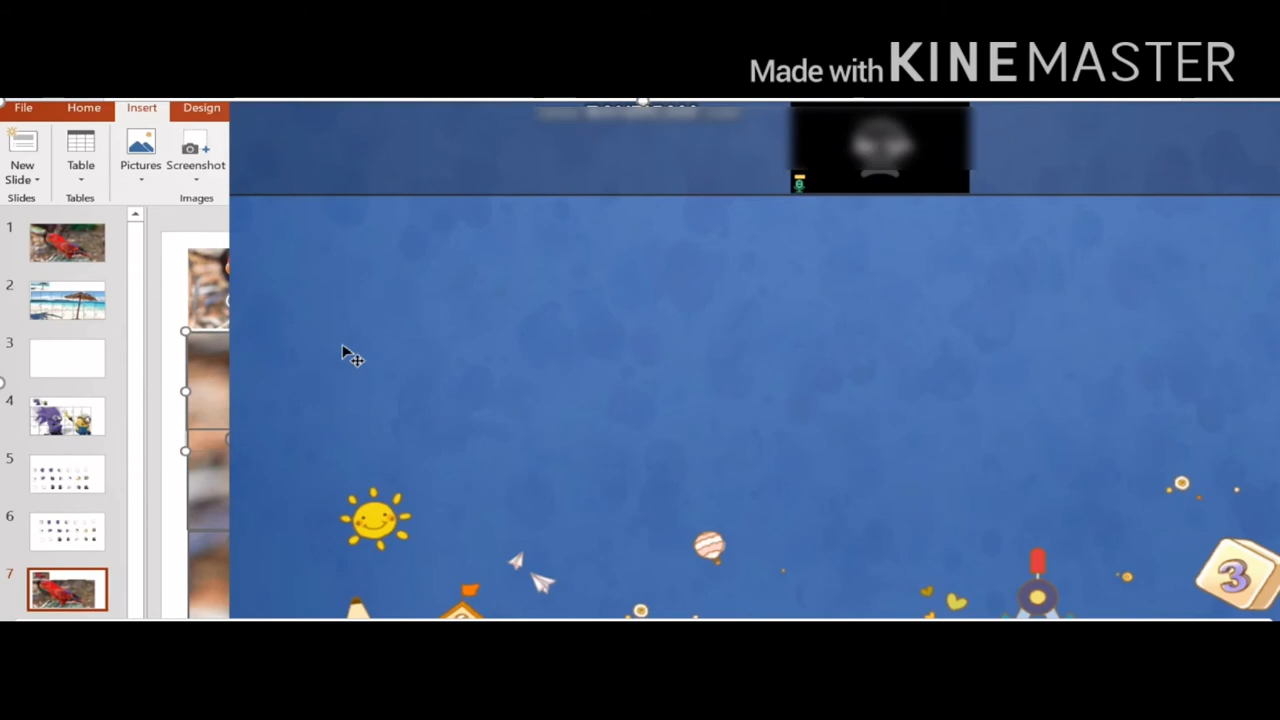 Made with KINEMASTER
File Home Insert Design
New Slide
Table
Pictures
Screenshot
Slides Tables Images
1
2
3
4
5
6
7
3